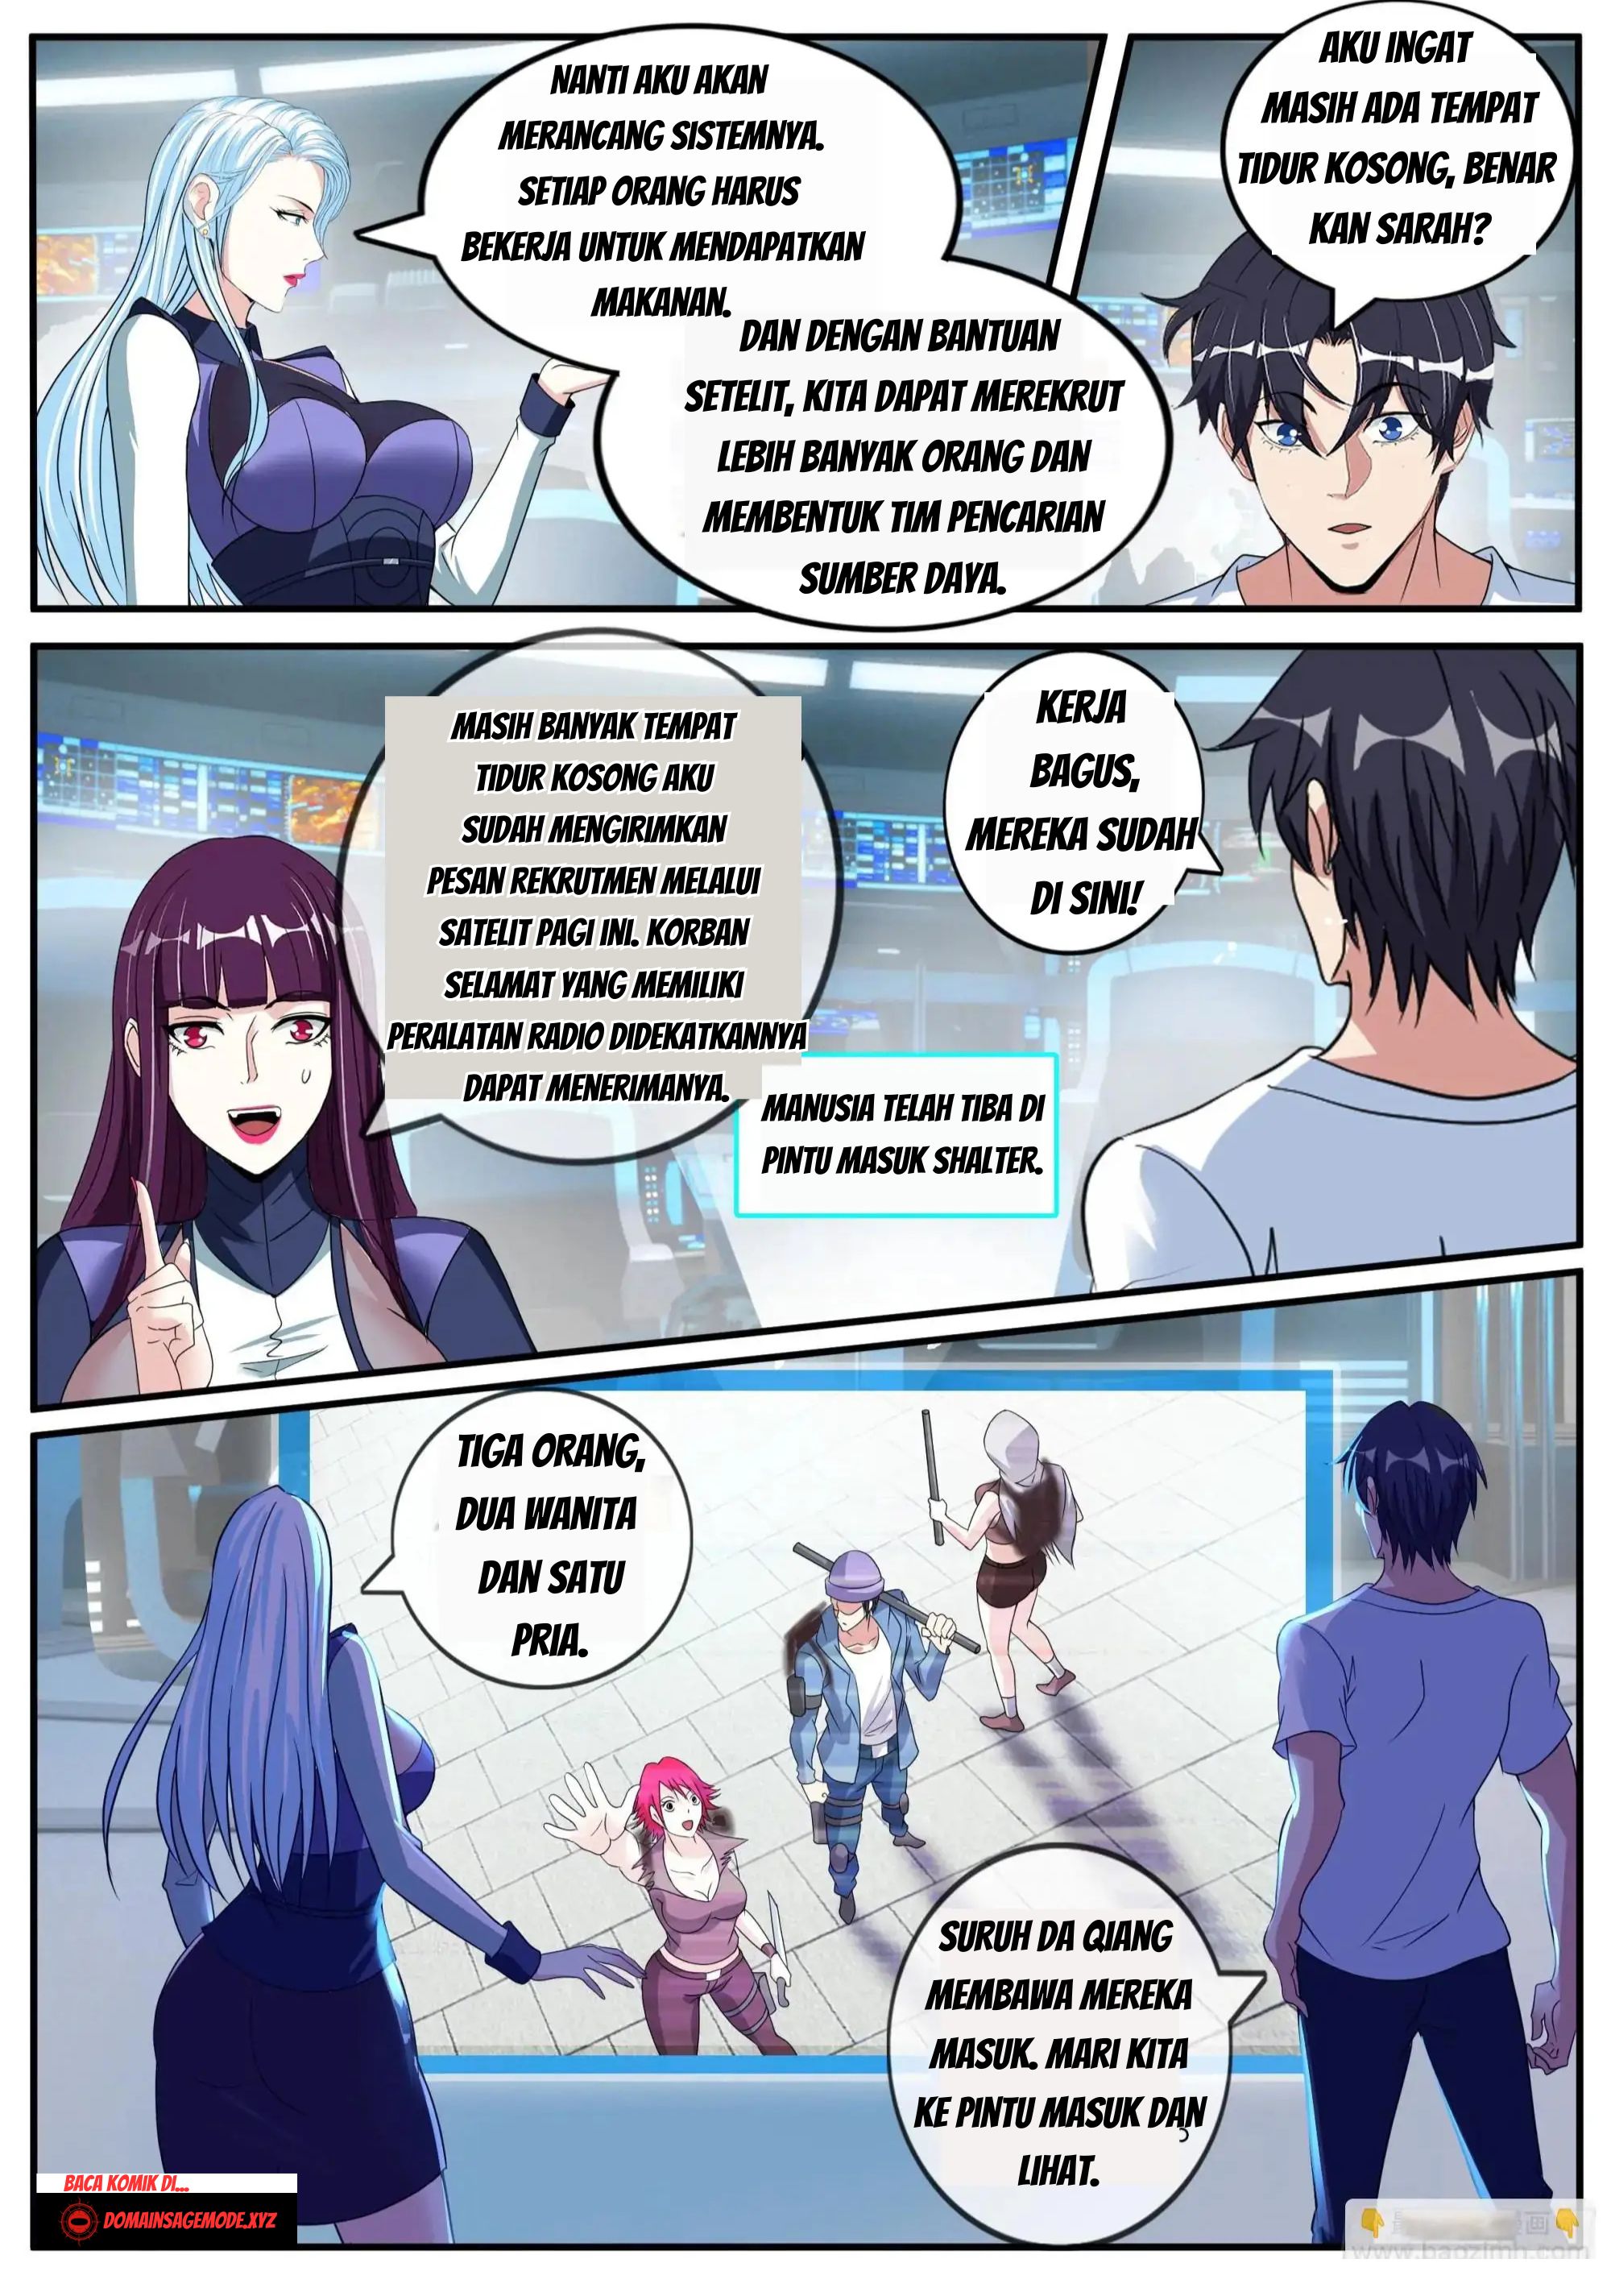 NANTI AKU AKAN
MERANCANG SISTEMNYA.
SETIAP ORANG HARUS
BEKERJA UNTUK MENDAPATKAN
MAKANAN.
DAN DENGAN BANTUAN
SETELIT, KITA DAPAT MEREKRUT
LEBIH BANYAK ORANG DAN
MEMBENTUK TIM PENCARIAN
SUMBER DAYA.
AKU INGAT
MASIH ADA TEMPAT
TIDUR KOSONG, BENAR
KAN SARAH?
MASIH BANYAK TEMPAT
TIDUR KOSONG AKU
SUDAH MENGIRIMKAN
PESAN REKRUTMEN MELALUI
SATELIT PAGI INI. KORBAN
SELAMAT YANG MEMILIKI
PERALATAN RADIO DIDEKATKANNYA
DAPAT MENERIMANYA.
KERJA
BAGUS,
MEREKA SUDAH
DI SINI!
MANUSIA TELAH TIBA DI
PINTU MASUK SHALTER.
TIGA ORANG,
DUA WANITA
DAN SATU
PRIA.
SURUH DA QIANG
MEMBAWA MEREKA
MASUK. MARI KITA
KE PINTU MASUK DAN
LIHAT.
BACA KOMIK DI...
DOMAINSAGEMODE.XYZ
www.baozimh.com